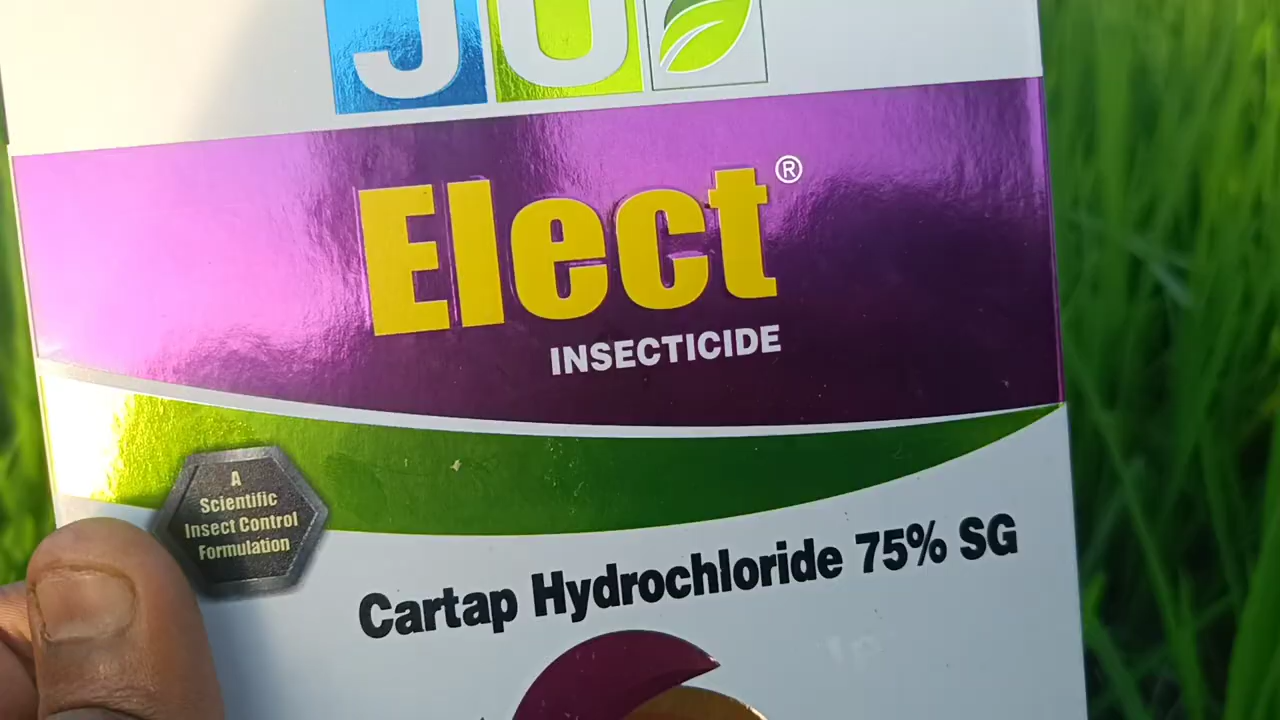 Elect®
INSECTICIDE
A
Scientific
Insect Control
Formulation
Cartap Hydrochloride 75% SG